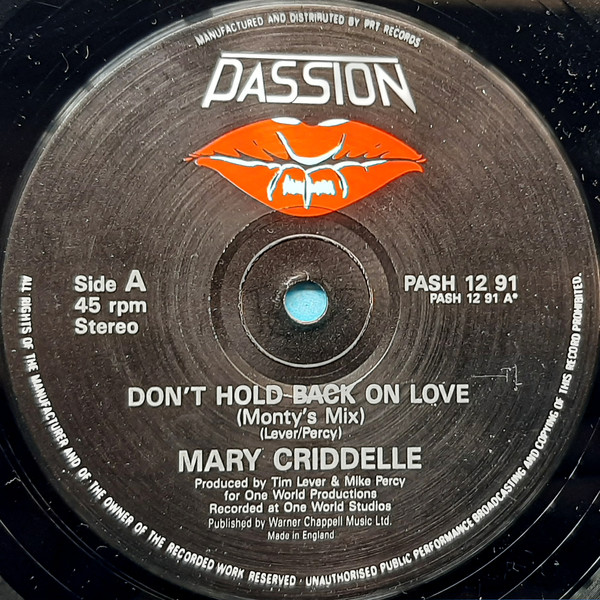 MANUFACTURED AND DISTRIBUTED BY PRT RECORDS
PASSION
Side A
45 rpm
Stereo
PASH 12 91
PASH 12 91 A*
DON'T HOLD BACK ON LOVE
(Monty's Mix)
(Lever/Percy)
MARY CRIDDELLE
Produced by Tim Lever & Mike Percy
for One World Productions
Recorded at One World Studios
Published by Warner Chappell Music Ltd.
Made in England
ALL RIGHTS OF THE MANUFACTURER AND OF THE OWNER OF THE RECORDED WORK RESERVED · UNAUTHORISED PUBLIC PERFORMANCE BROADCASTING AND COPYING OF THIS RECORD PROHIBITED.